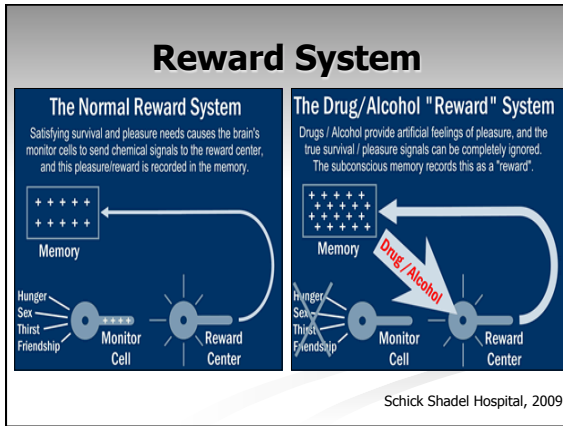 Reward System
The Normal Reward System
Satisfying survival and pleasure needs causes the brain's
monitor cells to send chemical signals to the reward center,
and this pleasure/reward is recorded in the memory.
+ + + + +
+ + + + +
Memory
Hunger
Sex
Thirst
Friendship
+ + + +
Monitor
Cell
Reward
Center
The Drug/Alcohol "Reward" System
Drugs / Alcohol provide artificial feelings of pleasure, and the
true survival / pleasure signals can be completely ignored.
The subconscious memory records this as a "reward".
+ + + + +
+ + + + +
+ + + + +
+ + + + +
Memory
Drug / Alcohol
Hunger
Sex
Thirst
Friendship
Monitor
Cell
Reward
Center
Schick Shadel Hospital, 2009